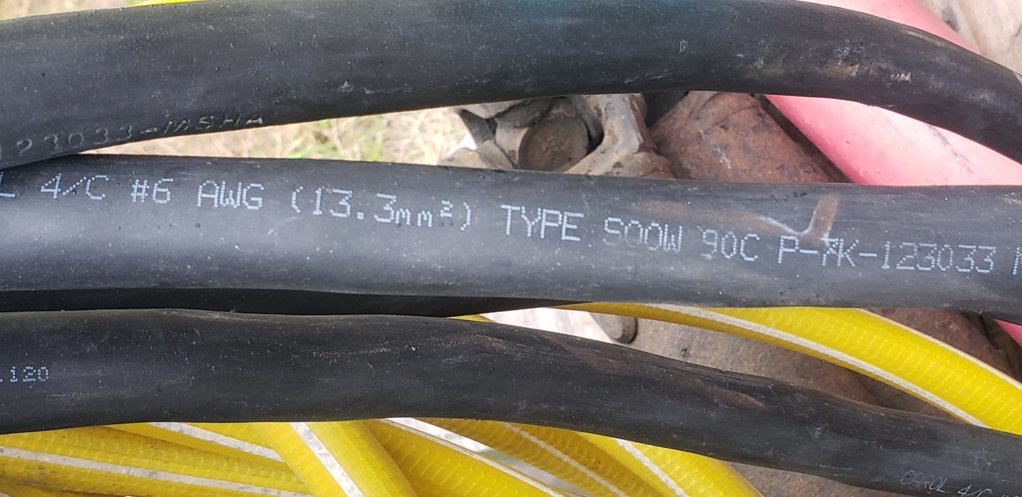 123033-MSHA
4/C #6 AWG (13.3mm²) TYPE SOOW 90C P-7K-123033
120